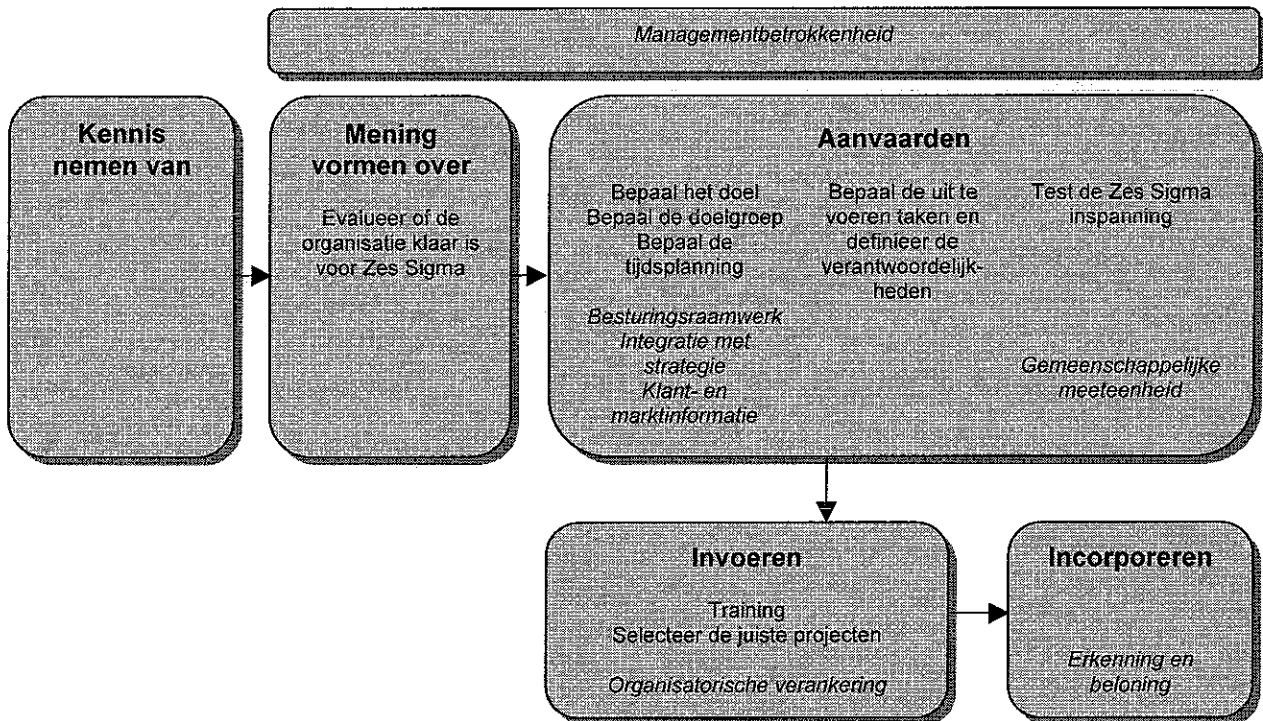 Managementbetrokkenheid
Kennis
nemen van
Mening
vormen over
Evalueer of de
organisatie klaar is
voor Zes Sigma
Aanvaarden
Bepaal het doel
Bepaal de doelgroep
Bepaal de
tijdsplanning
Besturingsraamwerk
Integratie met
strategie
Klant- en
marktinformatie
Bepaal de uit te
voeren taken en
definieer de
verantwoordelijk-
heden
Test de Zes Sigma
inspanning
Gemeenschappelijke
meeteenheid
Invoeren
Training
Selecteer de juiste projecten
Organisatorische verankering
Incorporeren
Erkenning en
beloning